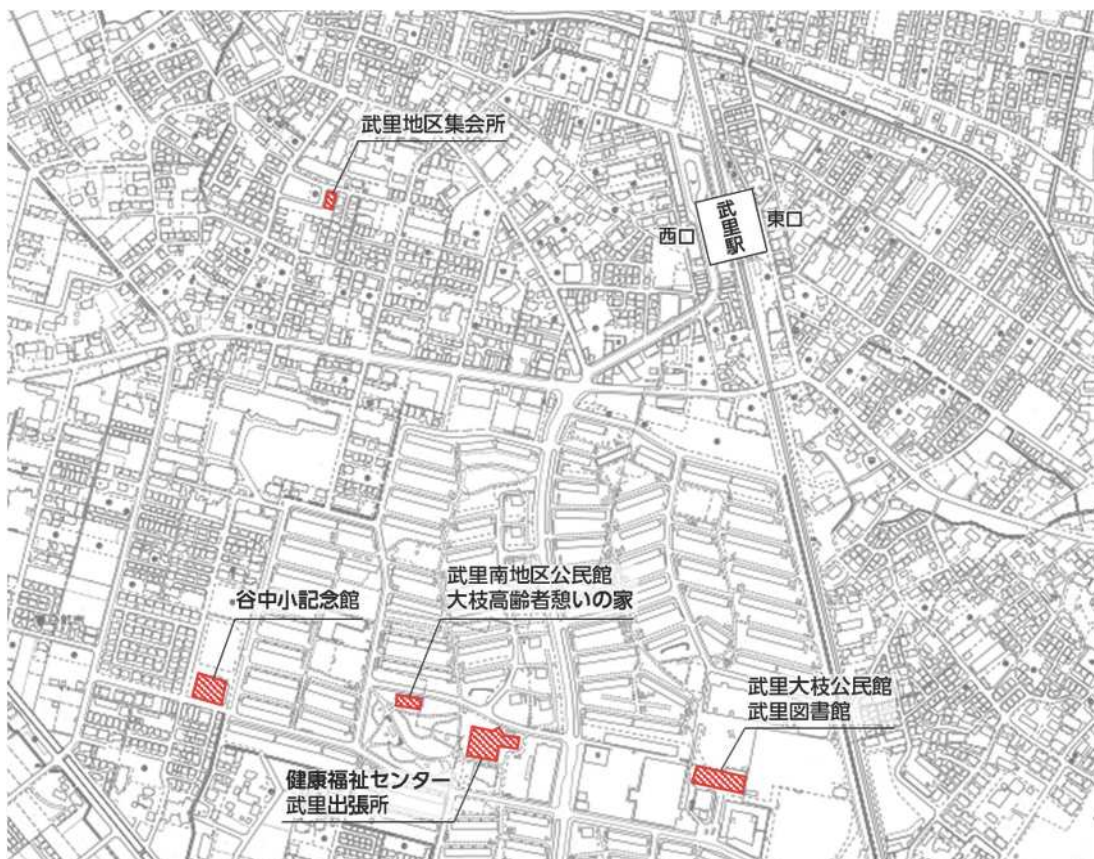 武里地区集会所
武里駅
西口
東口
武里南地区公民館
大枝高齢者憩いの家
谷中小記念館
武里大枝公民館
武里図書館
健康福祉センター
武里出張所